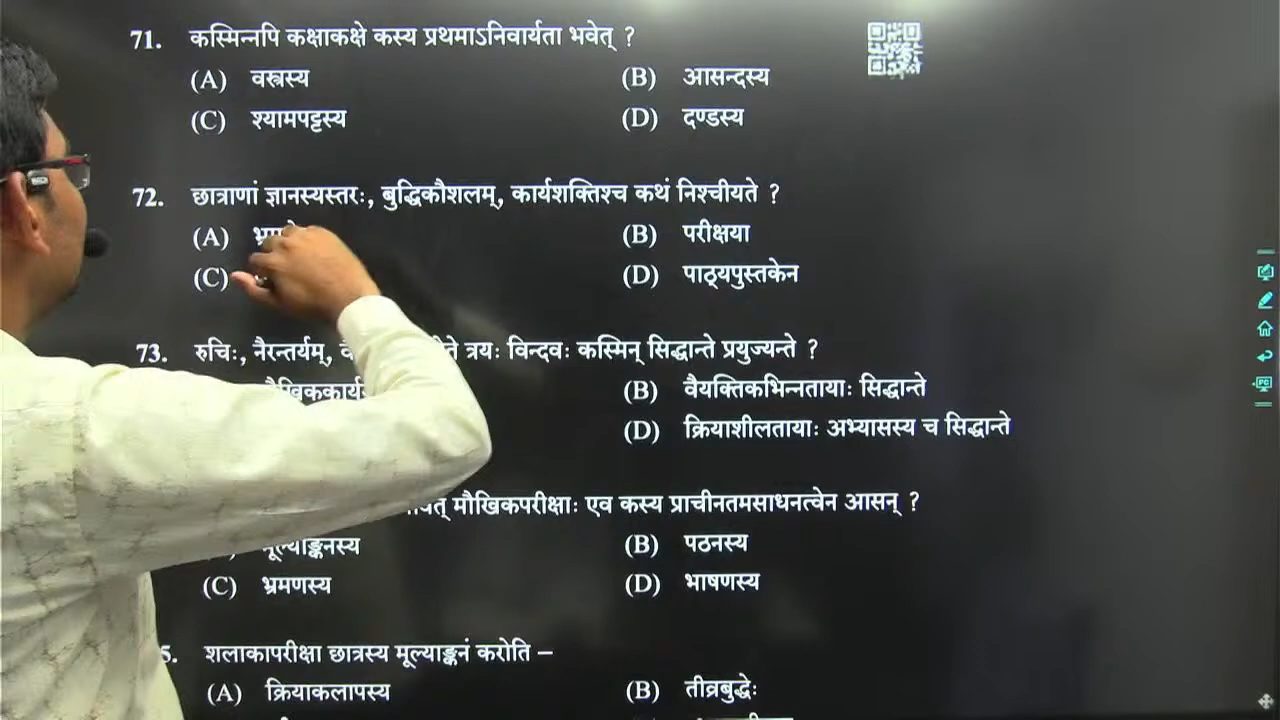 71. कस्मिन्नपि कक्षाकक्षे कस्य प्रथमाऽनिवार्यता भवेत् ?
(A) वस्त्रस्य (B) आसन्दस्य
(C) श्यामपट्टस्य (D) दण्डस्य
72. छात्राणां ज्ञानस्यस्तरः, बुद्धिकौशलम्, कार्यशक्तिश्च कथं निश्चीयते ?
(A) (B) परीक्षया
(C) (D) पाठ्यपुस्तकेन
73. रुचिः, नैरन्तर्यम्, त्रयः विन्दवः कस्मिन् सिद्धान्ते प्रयुज्यन्ते ?
(B) वैयक्तिकभिन्नतायाः सिद्धान्ते
(D) क्रियाशीलतायाः अभ्यासस्य च सिद्धान्ते
मौखिकपरीक्षाः एव कस्य प्राचीनतमसाधनत्वेन आसन् ?
मूल्याङ्कनस्य (B) पठनस्य
(C) भ्रमणस्य (D) भाषणस्य
5. शलाकापरीक्षा छात्रस्य मूल्याङ्कनं करोति –
(A) क्रियाकलापस्य (B) तीव्रबुद्धेः